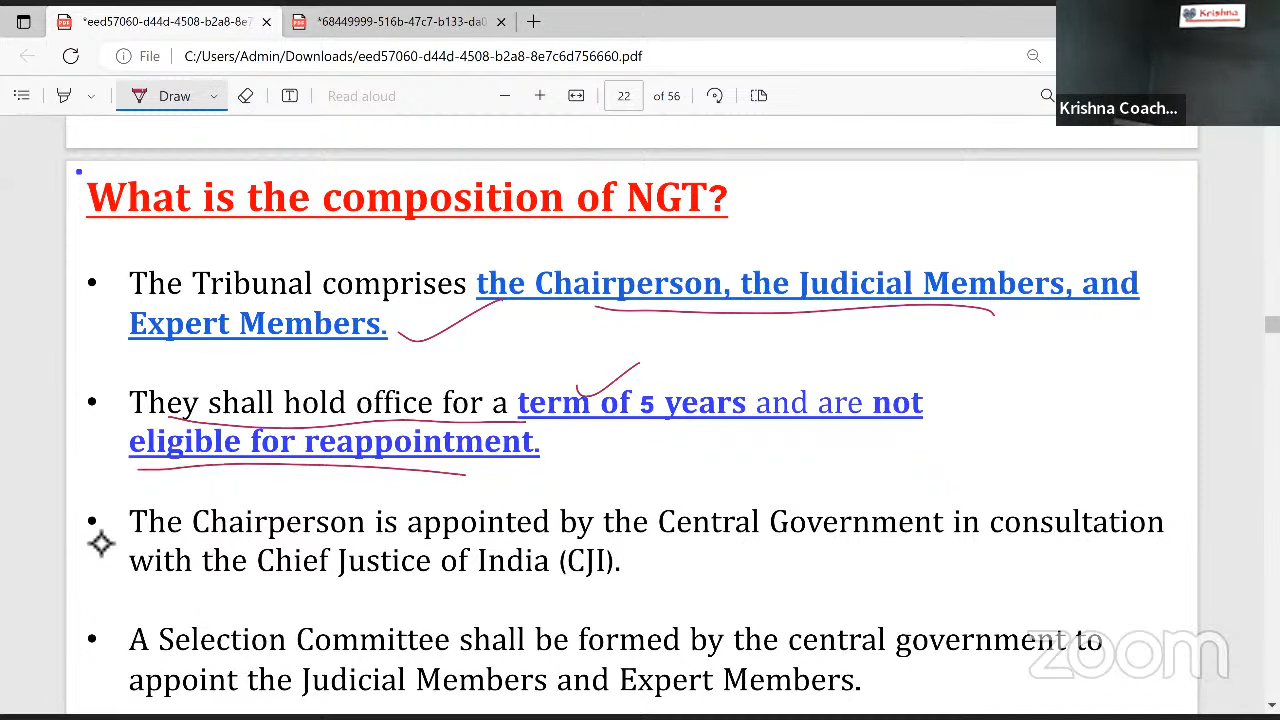 *eed57060-d44d-4508-b2a8-8e7
*68449999-516b-47c7-b133-dd
Krishna
File
C:/Users/Admin/Downloads/eed57060-d44d-4508-b2a8-8e7c6d756660.pdf
Draw
Read aloud
22 of 56
Krishna Coach...
What is the composition of NGT?
• The Tribunal comprises the Chairperson, the Judicial Members, and
Expert Members.
• They shall hold office for a term of 5 years and are not
eligible for reappointment.
• The Chairperson is appointed by the Central Government in consultation
with the Chief Justice of India (CJI).
• A Selection Committee shall be formed by the central government to
appoint the Judicial Members and Expert Members.
zoom